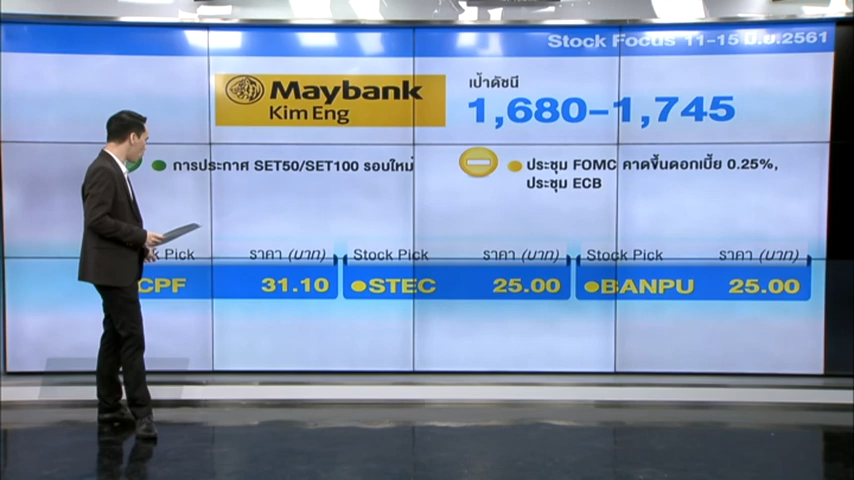 Stock Focus 11-15 มิ.ย.2561
Maybank
Kim Eng
เป้าดัชนี
1,680-1,745
การประกาศ SET50/SET100 รอบใหม่
ประชุม FOMC คาดขึ้นดอกเบี้ย 0.25%,
ประชุม ECB
Pick ราคา (บาท) Stock Pick ราคา (บาท) Stock Pick ราคา (บาท)
CPF 31.10 STEC 25.00 BANPU 25.00